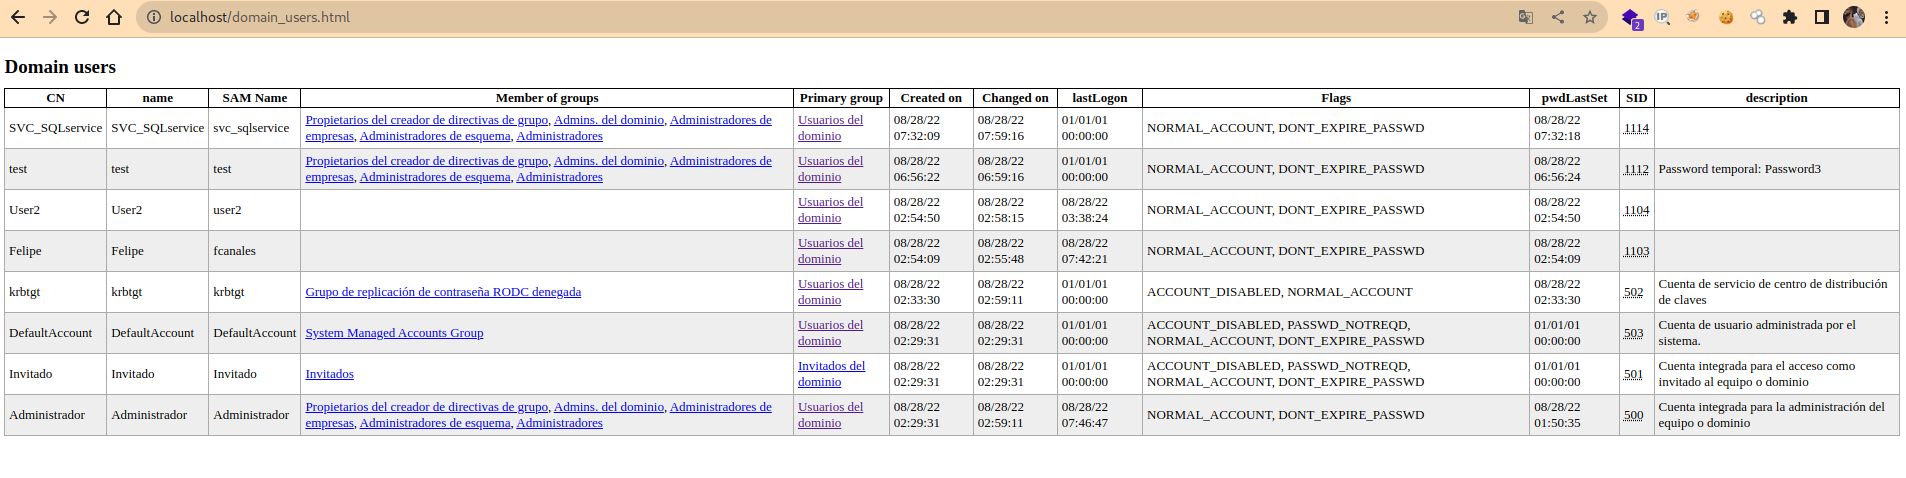 localhost/domain_users.html
2
IP
Domain users
CN name SAM Name Member of groups Primary group Created on Changed on lastLogon Flags pwdLastSet SID description
SVC_SQLservice SVC_SQLservice svc_sqlservice Propietarios del creador de directivas de grupo, Admins. del dominio, Administradores de Usuarios del 08/28/22 08/28/22 01/01/01 NORMAL_ACCOUNT, DONT_EXPIRE_PASSWD 08/28/22 1114
empresas, Administradores de esquema, Administradores dominio 07:32:09 07:59:16 00:00:00 07:32:18
test test test Propietarios del creador de directivas de grupo, Admins. del dominio, Administradores de Usuarios del 08/28/22 08/28/22 01/01/01 NORMAL_ACCOUNT, DONT_EXPIRE_PASSWD 08/28/22 1112 Password temporal: Password3
empresas, Administradores de esquema, Administradores dominio 06:56:22 06:59:16 00:00:00 06:56:24
User2 User2 user2 Usuarios del 08/28/22 08/28/22 08/28/22 NORMAL_ACCOUNT, DONT_EXPIRE_PASSWD 08/28/22 1104
dominio 02:54:50 02:58:15 03:38:24 02:54:50
Felipe Felipe fcanales Usuarios del 08/28/22 08/28/22 08/28/22 NORMAL_ACCOUNT, DONT_EXPIRE_PASSWD 08/28/22 1103
dominio 02:54:09 02:55:48 07:42:21 02:54:09
krbtgt krbtgt krbtgt Grupo de replicación de contraseña RODC denegada Usuarios del 08/28/22 08/28/22 01/01/01 ACCOUNT_DISABLED, NORMAL_ACCOUNT 08/28/22 502 Cuenta de servicio de centro de distribución
dominio 02:33:30 02:59:11 00:00:00 02:33:30 de claves
DefaultAccount DefaultAccount DefaultAccount System Managed Accounts Group Usuarios del 08/28/22 08/28/22 01/01/01 ACCOUNT_DISABLED, PASSWD_NOTREQD, 01/01/01 503 Cuenta de usuario administrada por el
dominio 02:29:31 02:29:31 00:00:00 NORMAL_ACCOUNT, DONT_EXPIRE_PASSWD 00:00:00 sistema.
Invitado Invitado Invitado Invitados Invitados del 08/28/22 08/28/22 01/01/01 ACCOUNT_DISABLED, PASSWD_NOTREQD, 01/01/01 501 Cuenta integrada para el acceso como
dominio 02:29:31 02:29:31 00:00:00 NORMAL_ACCOUNT, DONT_EXPIRE_PASSWD 00:00:00 invitado al equipo o dominio
Administrador Administrador Administrador Propietarios del creador de directivas de grupo, Admins. del dominio, Administradores de Usuarios del 08/28/22 08/28/22 08/28/22 NORMAL_ACCOUNT, DONT_EXPIRE_PASSWD 08/28/22 500 Cuenta integrada para la administración del
empresas, Administradores de esquema, Administradores dominio 02:29:31 02:59:11 07:46:47 01:50:35 equipo o dominio